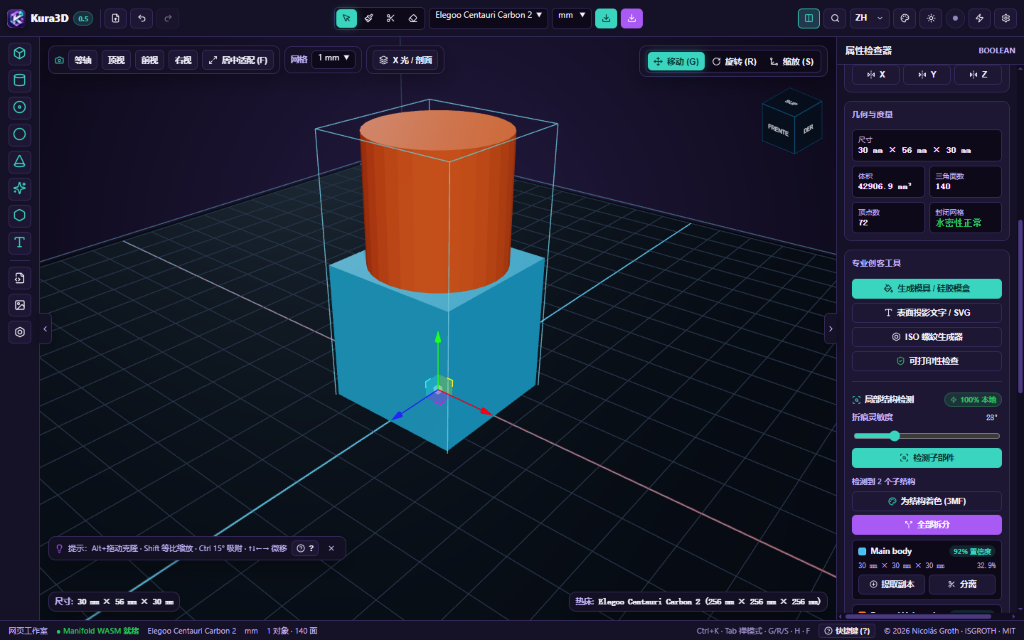 Kura3D 0.5
Elegoo Centauri Carbon 2 ▼
mm ▼
ZH
等轴
顶视
前视
右视
居中适配 (F)
网格
1 mm ▼
X 光 / 剖面
移动 (G)
旋转 (R)
缩放 (S)
FRENTE
DER
属性检查器
BOOLEAN
X
Y
Z
几何与质量
尺寸
30 mm × 56 mm × 30 mm
体积
42906.9 mm³
三角面数
140
顶点数
72
封闭网格
水密性正常
专业创客工具
生成模具 / 硅胶模盒
表面投影文字 / SVG
ISO 螺纹生成器
可打印性检查
局部结构检测
100% 本地
折痕灵敏度
28°
检测子部件
检测到 2 个子结构
为结构着色 (3MF)
全部拆分
Main body
92% 置信度
30 mm × 30 mm × 30 mm
32.9%
提取副本
分离
提示: Alt+拖动克隆 · Shift 等比缩放 · Ctrl 15° 吸附 · ↑↓←→ 微移
?
×
尺寸: 30 mm × 56 mm × 30 mm
热床: Elegoo Centauri Carbon 2 (256 mm × 256 mm × 256 mm)
网页工作室
Manifold WASM 就绪
Elegoo Centauri Carbon 2
mm
1 对象 · 140 面
Ctrl+K · Tab 禅模式 · G/R/S · H · F
快捷键 (?)
© 2026 Nicolás Groth · ISGROTH · MIT